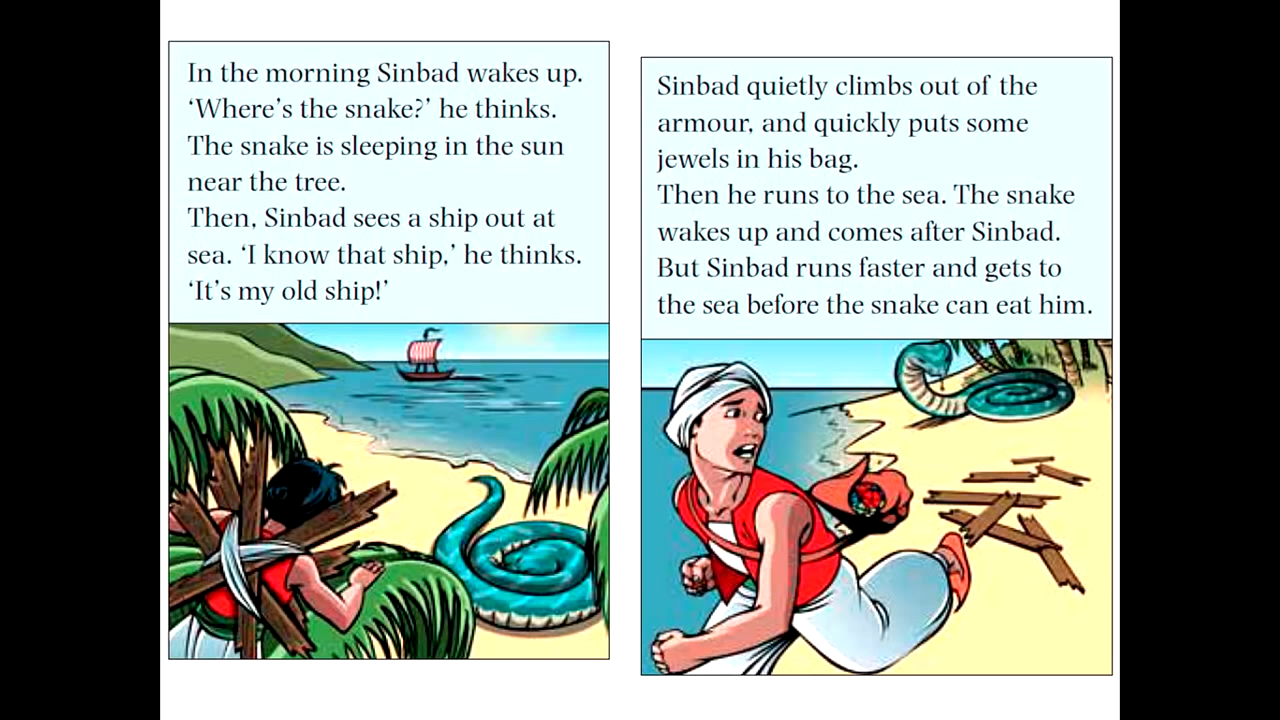 In the morning Sinbad wakes up.
‘Where’s the snake?’ he thinks.
The snake is sleeping in the sun
near the tree.
Then, Sinbad sees a ship out at
sea. ‘I know that ship,’ he thinks.
‘It’s my old ship!’
Sinbad quietly climbs out of the
armour, and quickly puts some
jewels in his bag.
Then he runs to the sea. The snake
wakes up and comes after Sinbad.
But Sinbad runs faster and gets to
the sea before the snake can eat him.